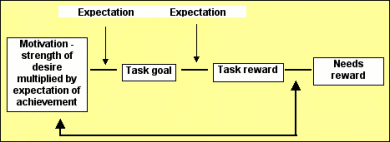 Expectation
Expectation
Motivation -
strength of
desire
multiplied by
expectation of
achievement
Task goal
Task reward
Needs
reward